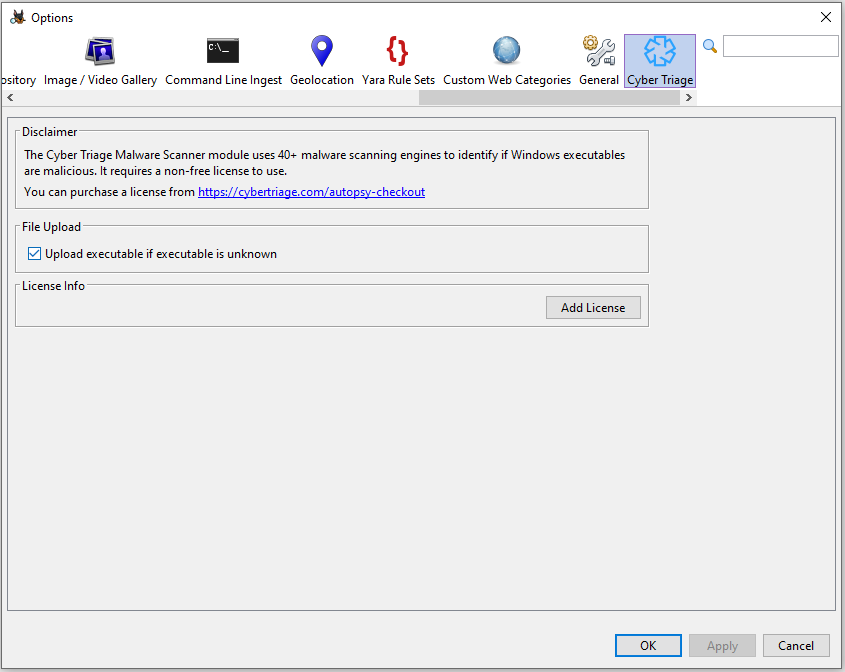 Options
ository Image / Video Gallery Command Line Ingest Geolocation Yara Rule Sets Custom Web Categories General Cyber Triage
Disclaimer
The Cyber Triage Malware Scanner module uses 40+ malware scanning engines to identify if Windows executables
are malicious. It requires a non-free license to use.
You can purchase a license from https://cybertriage.com/autopsy-checkout
File Upload
Upload executable if executable is unknown
License Info
Add License
OK Apply Cancel